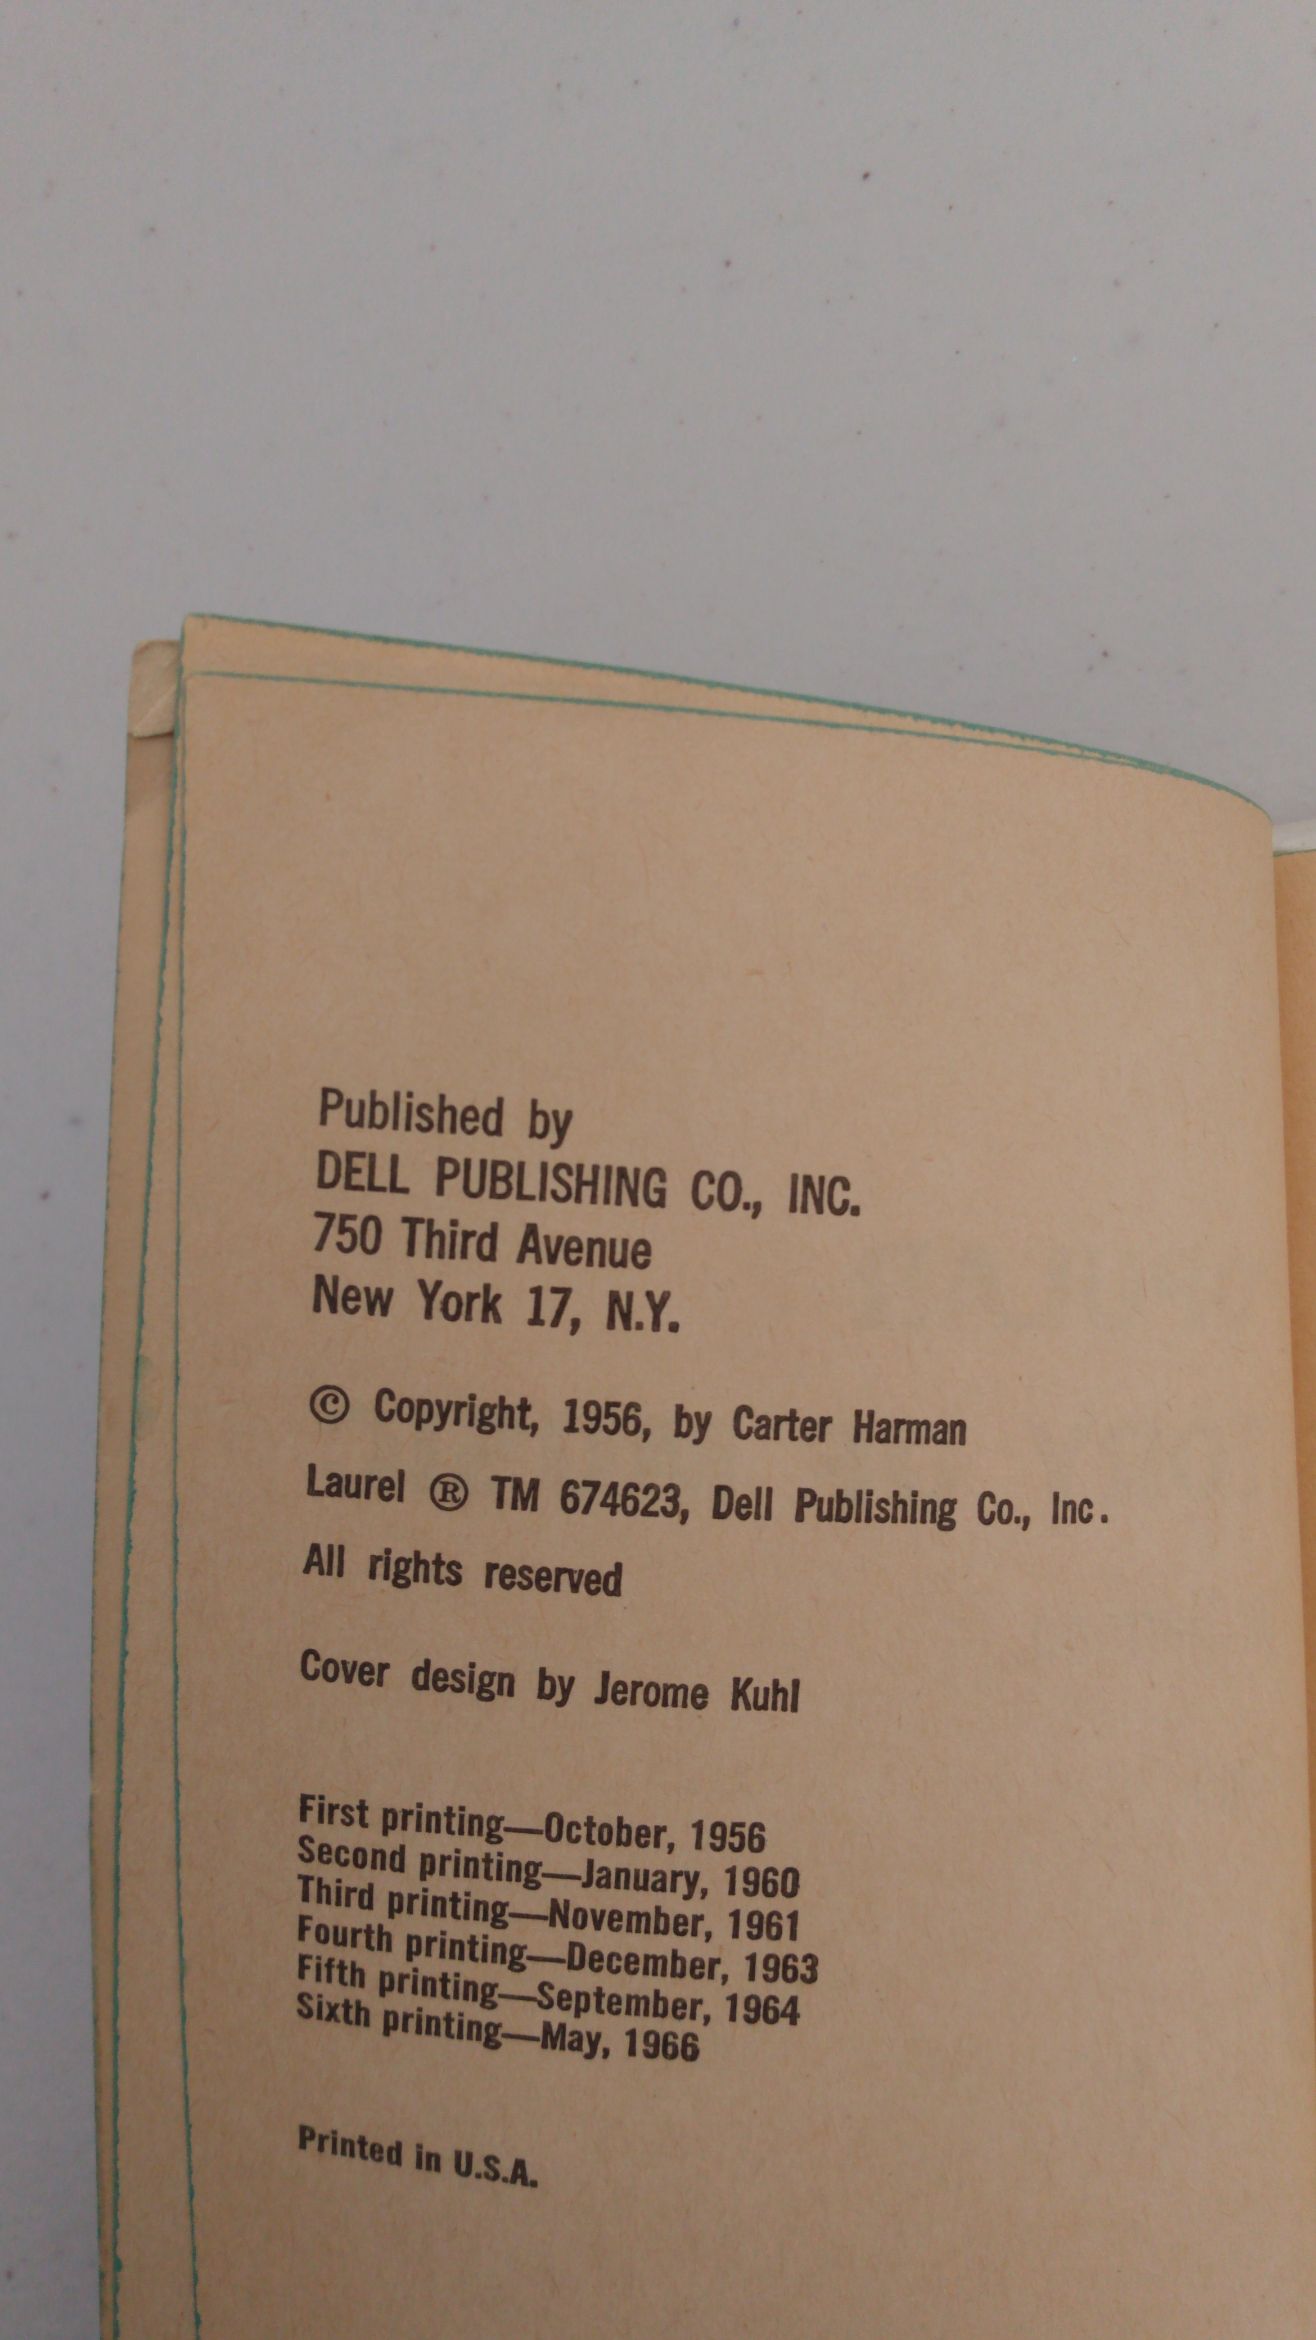 Published by
DELL PUBLISHING CO., INC.
750 Third Avenue
New York 17, N.Y.
© Copyright, 1956, by Carter Harman
Laurel ® TM 674623, Dell Publishing Co., Inc.
All rights reserved
Cover design by Jerome Kuhl
First printing—October, 1956
Second printing—January, 1960
Third printing—November, 1961
Fourth printing—December, 1963
Fifth printing—September, 1964
Sixth printing—May, 1966
Printed in U.S.A.